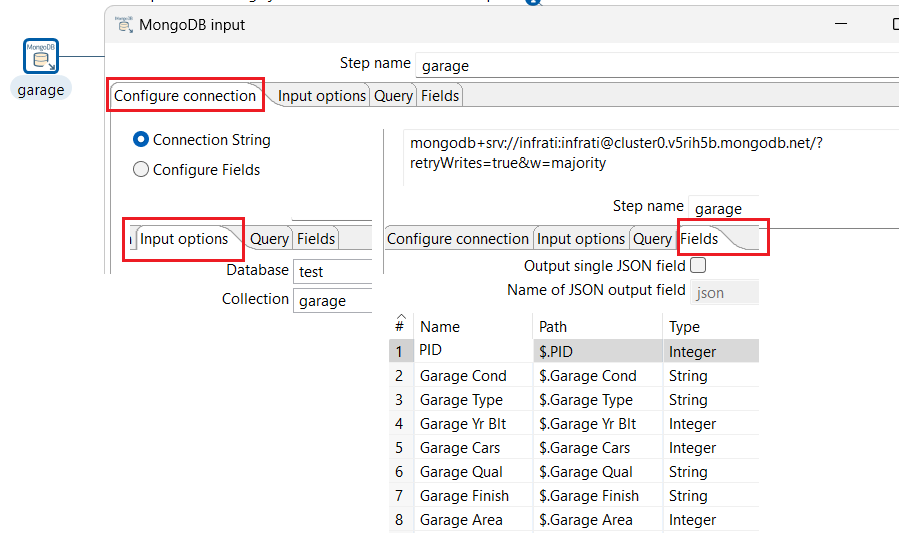 MongoDB
garage
MongoDB input
Step name garage
Configure connection Input options Query Fields
Connection String
Configure Fields
mongodb+srv://infrati:infrati@cluster0.v5rih5b.mongodb.net/?
retryWrites=true&w=majority
Input options Query Fields
Database test
Collection garage
Step name garage
Configure connection Input options Query Fields
Output single JSON field
Name of JSON output field json
# Name Path Type
1 PID $.PID Integer
2 Garage Cond $.Garage Cond String
3 Garage Type $.Garage Type String
4 Garage Yr Blt $.Garage Yr Blt Integer
5 Garage Cars $.Garage Cars Integer
6 Garage Qual $.Garage Qual String
7 Garage Finish $.Garage Finish String
8 Garage Area $.Garage Area Integer